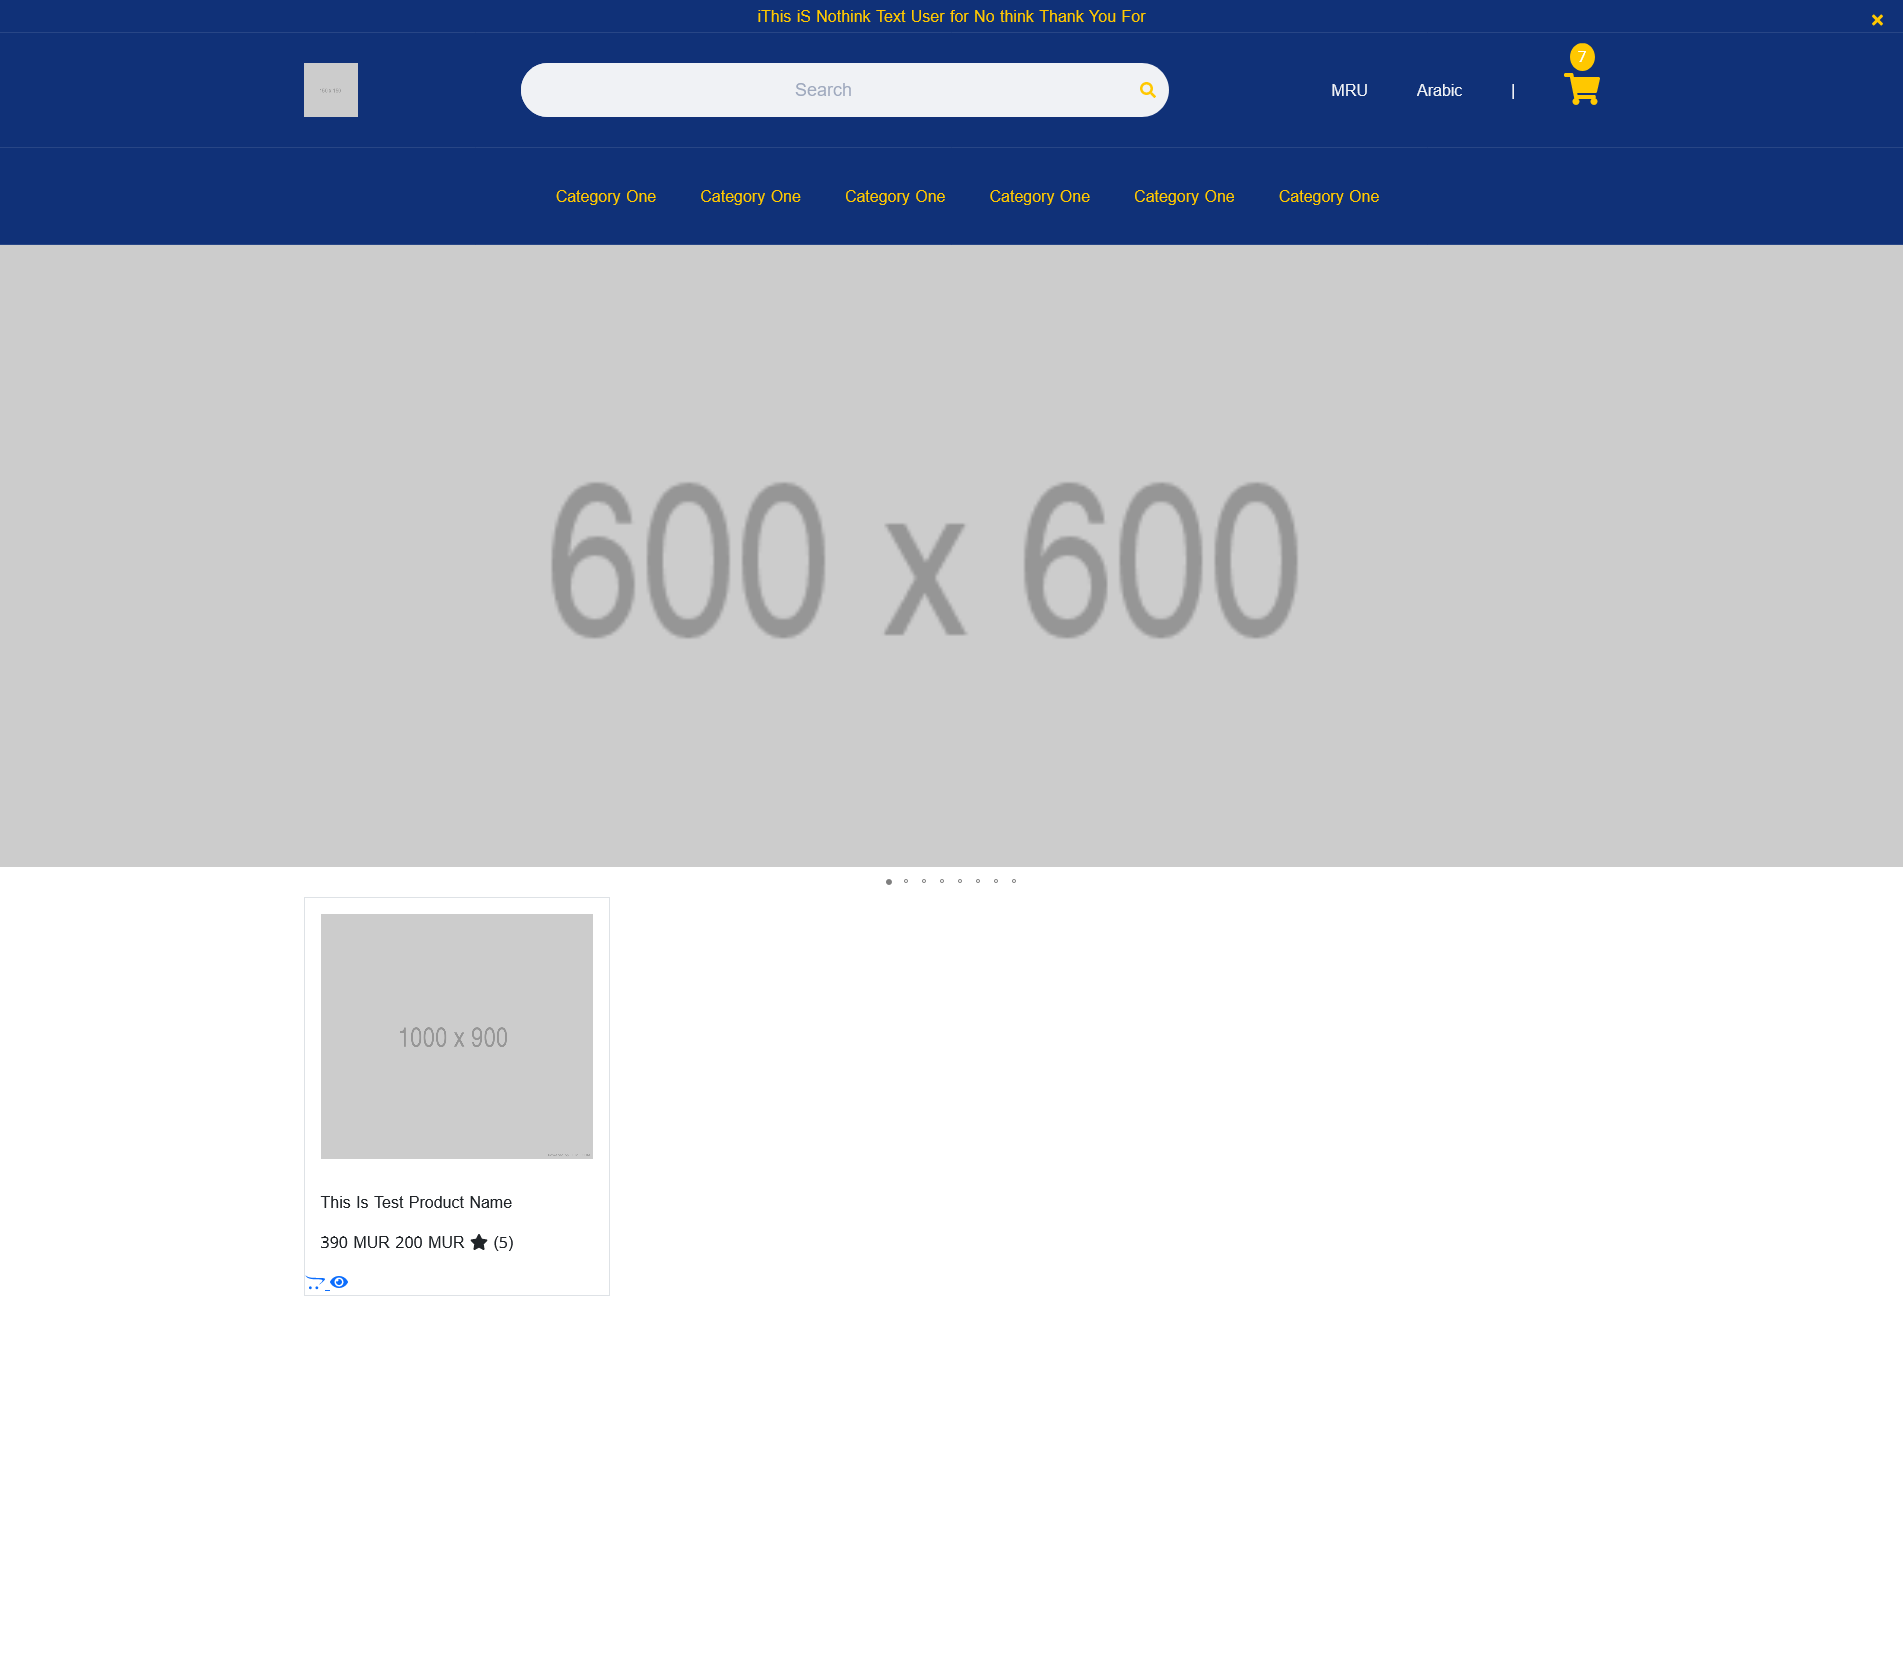 iThis iS Nothink Text User for No think Thank You For
Search
MRU Arabic |
7
Category One Category One Category One Category One Category One Category One
600 x 600
1000 x 900
This Is Test Product Name
390 MUR 200 MUR (5)